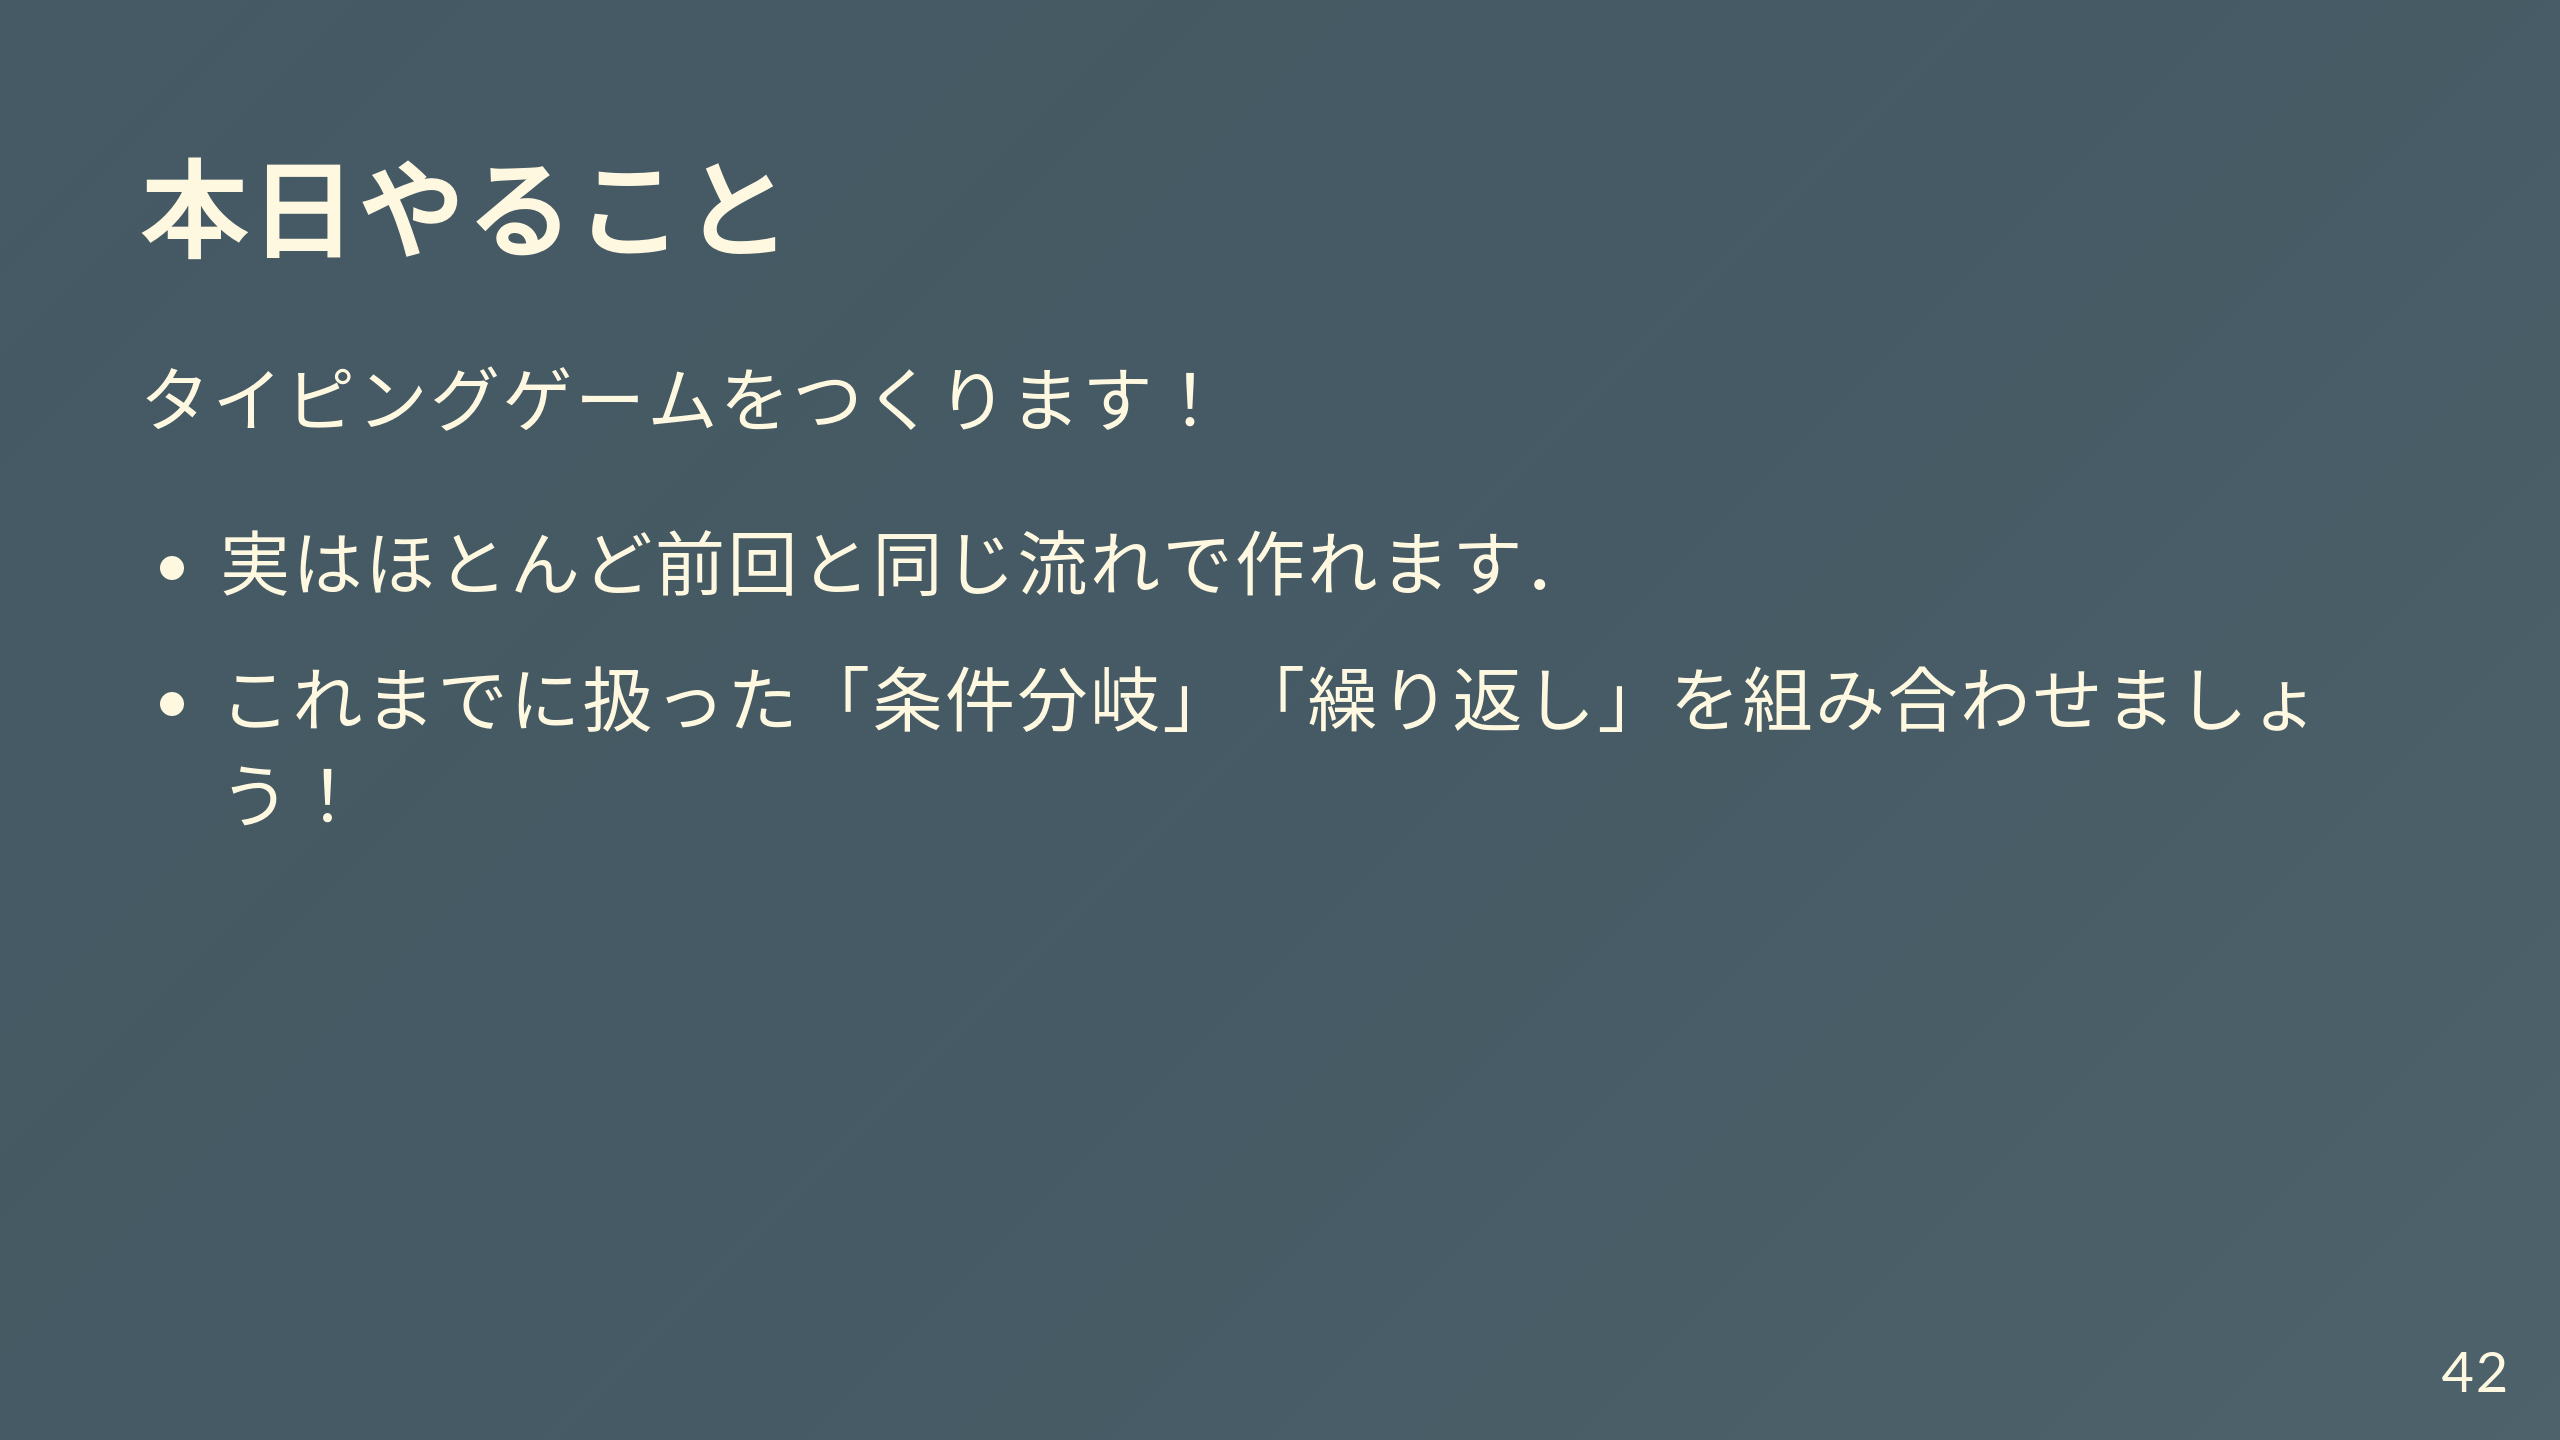 本日やること
タイピングゲームをつくります！
• 実はほとんど前回と同じ流れで作れます．
• これまでに扱った「条件分岐」「繰り返し」を組み合わせましょ
う！
42